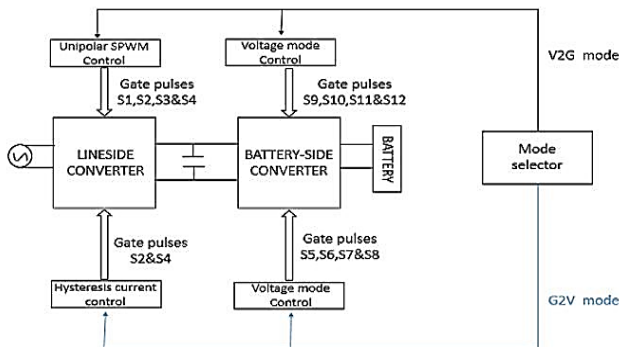 Unipolar SPWM
Control
Voltage mode
Control
V2G mode
Gate pulses
S1,S2,S3&S4
Gate pulses
S9,S10,S11&S12
LINESIDE
CONVERTER
BATTERY-SIDE
CONVERTER
BATTERY
Mode
selector
Gate pulses
S2&S4
Gate pulses
S5,S6,S7&S8
Hysteresis current
control
Voltage mode
Control
G2V mode